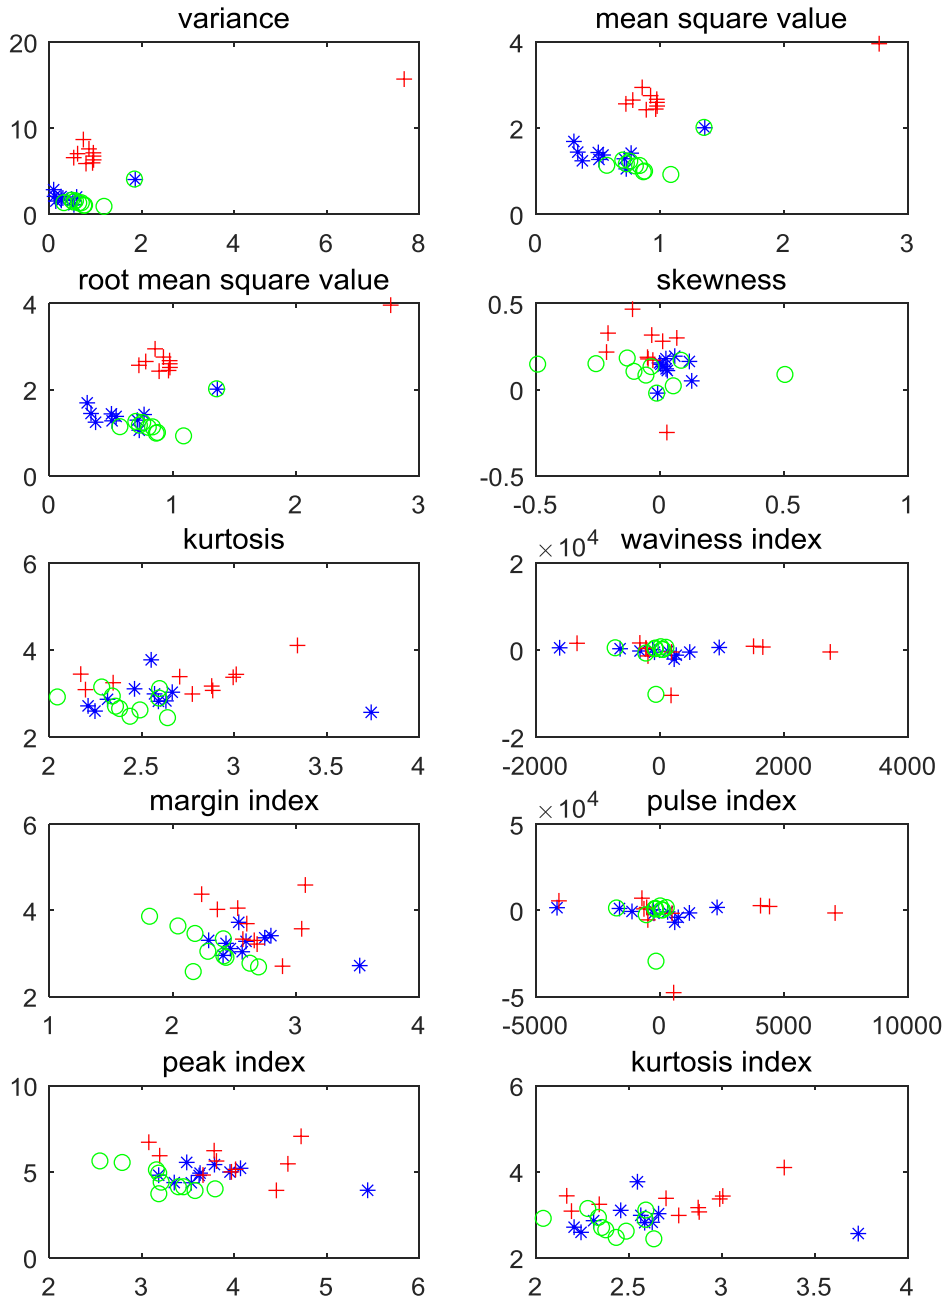 variance
20
10
0
0 2 4 6 8
mean square value
4
2
0
0 1 2 3
root mean square value
4
2
0
0 1 2 3
skewness
0.5
0
-0.5
-0.5 0 0.5 1
kurtosis
6
4
2
2 2.5 3 3.5 4
waviness index
×10⁴
2
0
-2
-2000 0 2000 4000
margin index
6
4
2
1 2 3 4
pulse index
×10⁴
5
0
-5
-5000 0 5000 10000
peak index
10
5
0
2 3 4 5 6
kurtosis index
6
4
2
2 2.5 3 3.5 4